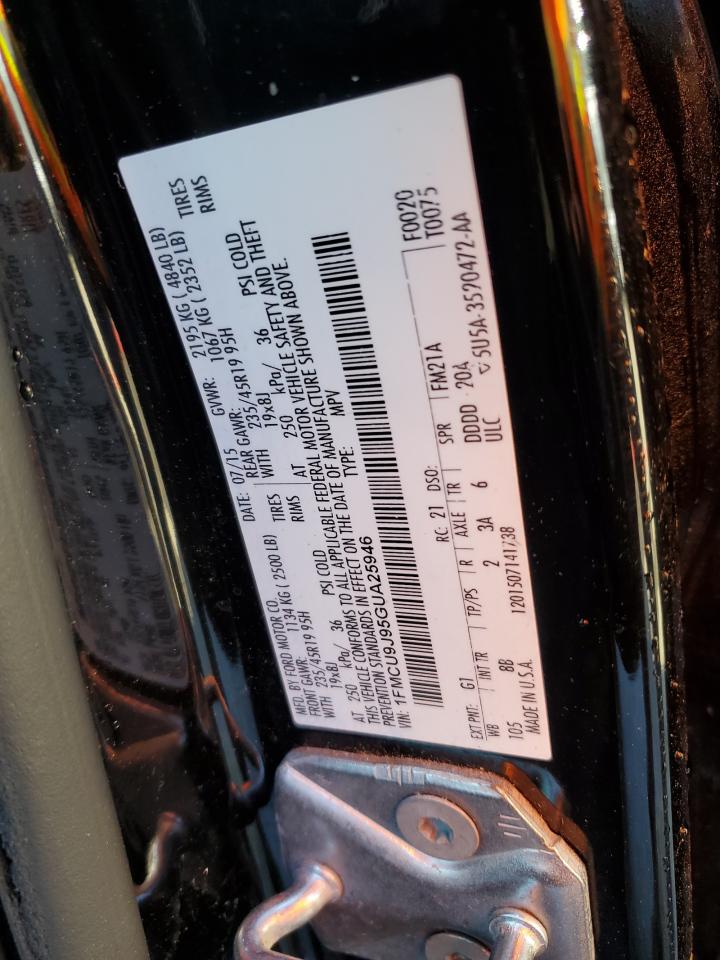 MFD. BY FORD MOTOR CO.
DATE: 07/15
GVWR: 2195 KG ( 4840 LB)
FRONT GAWR: 1134 KG ( 2500 LB)
REAR GAWR: 1067 KG ( 2352 LB)
WITH 235/45R19 95H TIRES
WITH 235/45R19 95H TIRES
19x8J RIMS
19x8J RIMS
AT 250 kPa/ 36 PSI COLD
AT 250 kPa/ 36 PSI COLD
THIS VEHICLE CONFORMS TO ALL APPLICABLE FEDERAL MOTOR VEHICLE SAFETY AND THEFT
PREVENTION STANDARDS IN EFFECT ON THE DATE OF MANUFACTURE SHOWN ABOVE.
VIN: 1FMCU9J95GUA25946
TYPE: MPV
F0020
T0075
EXT PNT: G1 RC: 21 DSO:
WB INT TR TP/PS R AXLE TR SPR FM21A
105 8B 2 3A 6 DDDD 20A
MADE IN U.S.A. 1201507141738 ULC 5U5A-3520472-AA